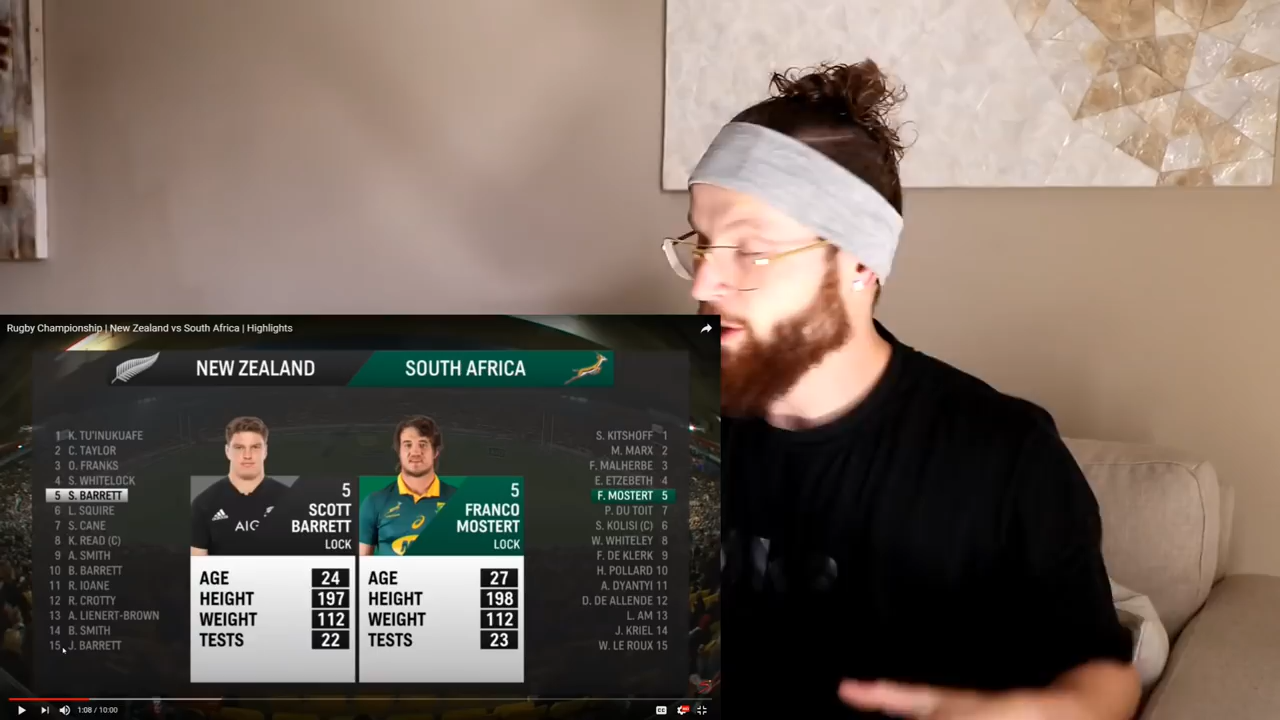 Rugby Championship | New Zealand vs South Africa | Highlights
NEW ZEALAND
SOUTH AFRICA
1 K. TU'INUKUAFE
2 C. TAYLOR
3 O. FRANKS
4 S. WHITELOCK
5 S. BARRETT
6 L. SQUIRE
7 S. CANE
8 K. READ (C)
9 A. SMITH
10 B. BARRETT
11 R. IOANE
12 R. CROTTY
13 A. LIENERT-BROWN
14 B. SMITH
15 J. BARRETT
AIG
5
SCOTT
BARRETT
LOCK
AGE 24
HEIGHT 197
WEIGHT 112
TESTS 22
5
FRANCO
MOSTERT
LOCK
AGE 27
HEIGHT 198
WEIGHT 112
TESTS 23
S. KITSHOFF 1
M. MARX 2
F. MALHERBE 3
E. ETZEBETH 4
F. MOSTERT 5
P. DU TOIT 7
S. KOLISI (C) 6
W. WHITELEY 8
F. DE KLERK 9
H. POLLARD 10
A. DYANTYI 11
D. DE ALLENDE 12
L. AM 13
J. KRIEL 14
W. LE ROUX 15
1:08 / 10:00
CC